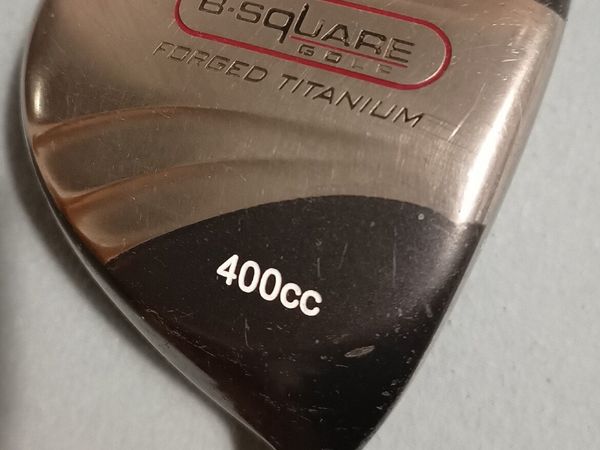 B-SQUARE
GOLF
FORGED TITANIUM
400cc